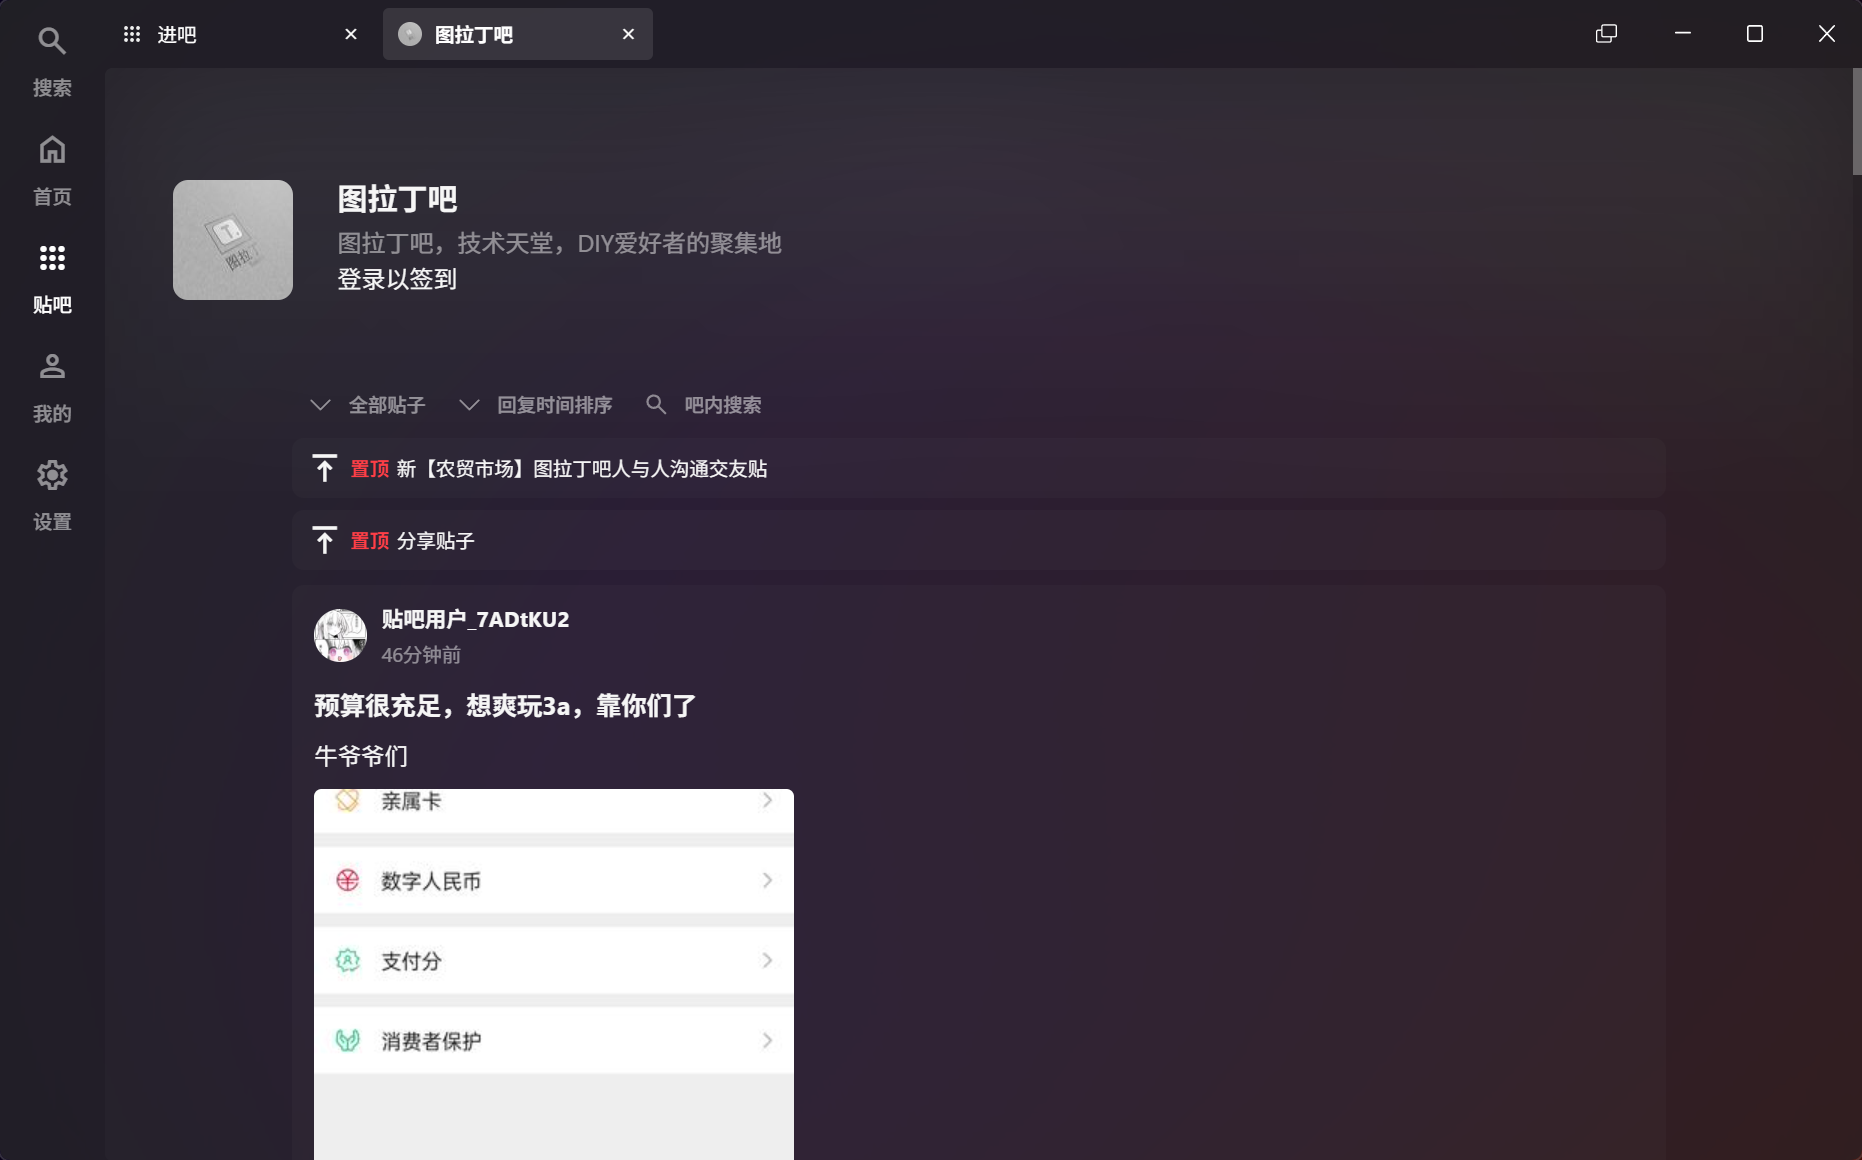 搜索
首页
贴吧
我的
设置
进吧
图拉丁吧
图拉丁吧
图拉丁吧，技术天堂，DIY爱好者的聚集地
登录以签到
全部贴子
回复时间排序
吧内搜索
置顶 新【农贸市场】图拉丁吧人与人沟通交友贴
置顶 分享贴子
贴吧用户_7ADtKU2
46分钟前
预算很充足，想爽玩3a，靠你们了
牛爷爷们
亲属卡
数字人民币
支付分
消费者保护